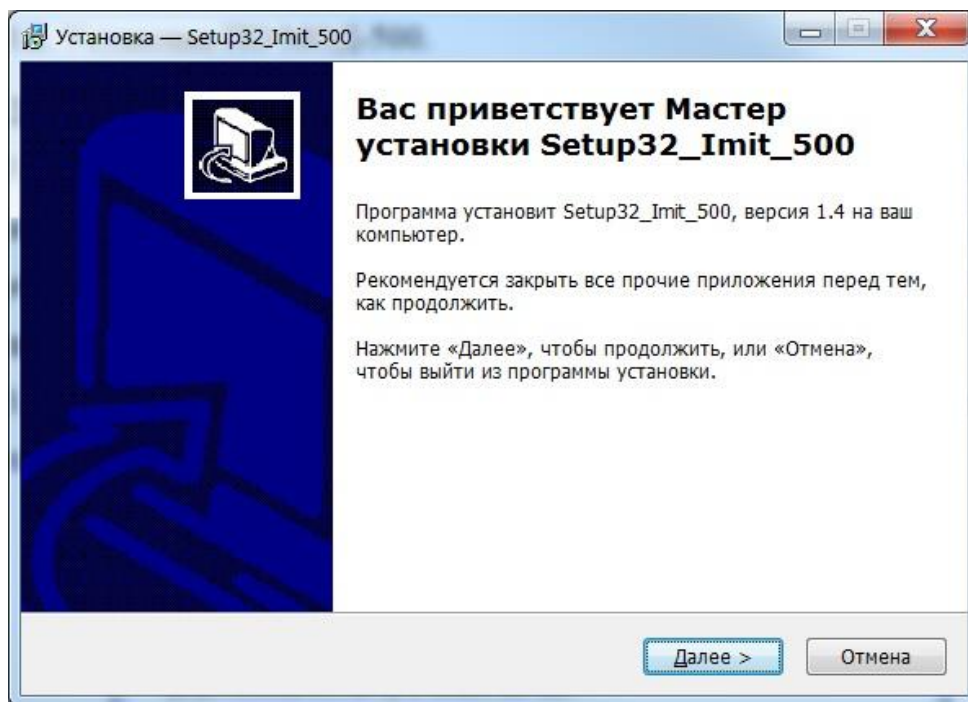 Установка — Setup32_Imit_500
Вас приветствует Мастер
установки Setup32_Imit_500
Программа установит Setup32_Imit_500, версия 1.4 на ваш
компьютер.
Рекомендуется закрыть все прочие приложения перед тем,
как продолжить.
Нажмите «Далее», чтобы продолжить, или «Отмена»,
чтобы выйти из программы установки.
Далее >
Отмена